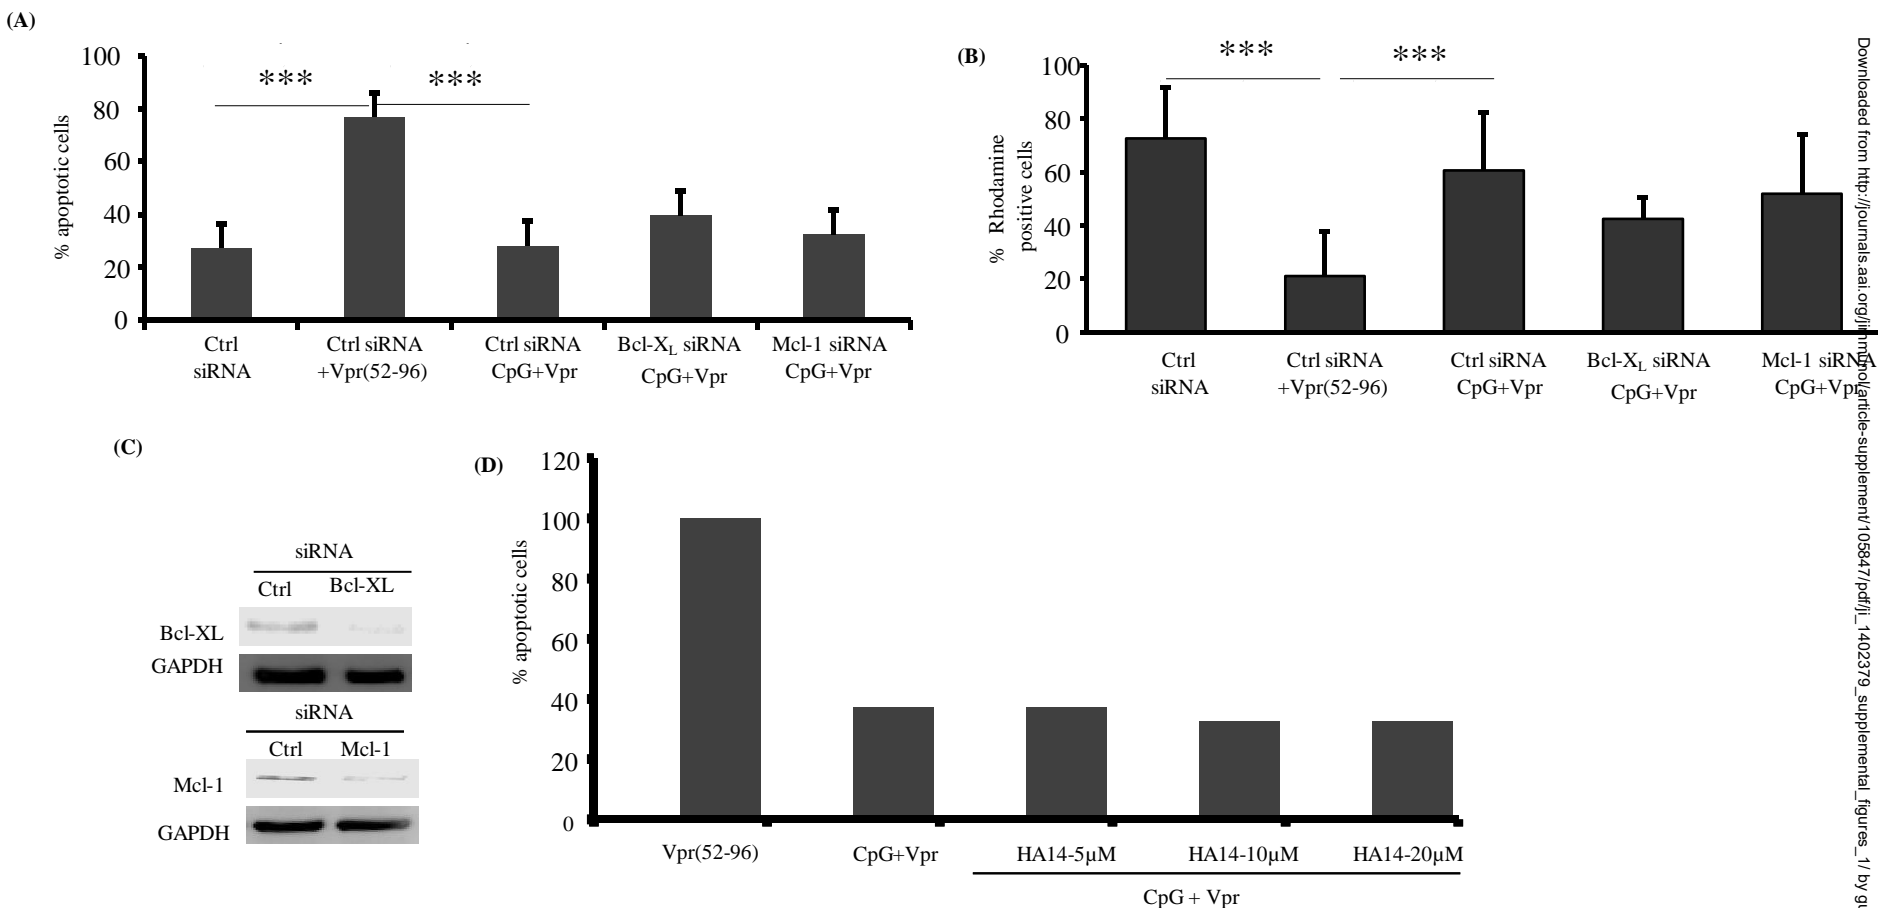 (A)
100
80
60
40
20
0
% apoptotic cells
***
***
Ctrl
siRNA
Ctrl siRNA
+Vpr(52-96)
Ctrl siRNA
CpG+Vpr
Bcl-XL siRNA
CpG+Vpr
Mcl-1 siRNA
CpG+Vpr
(B)
100
80
60
40
20
0
% Rhodamine
positive cells
***
***
Ctrl
siRNA
Ctrl siRNA
+Vpr(52-96)
Ctrl siRNA
CpG+Vpr
Bcl-XL siRNA
CpG+Vpr
Mcl-1 siRNA
CpG+Vpr
(C)
siRNA
Ctrl
Bcl-XL
Bcl-XL
GAPDH
siRNA
Ctrl
Mcl-1
Mcl-1
GAPDH
(D)
120
100
80
60
40
20
0
% apoptotic cells
Vpr(52-96)
CpG+Vpr
HA14-5µM
HA14-10µM
HA14-20µM
CpG + Vpr
Downloaded from http://journals.aai.org/jimmunol/article-supplement/105847/pdf/ji_1402379_supplemental_figures_1/ by gu